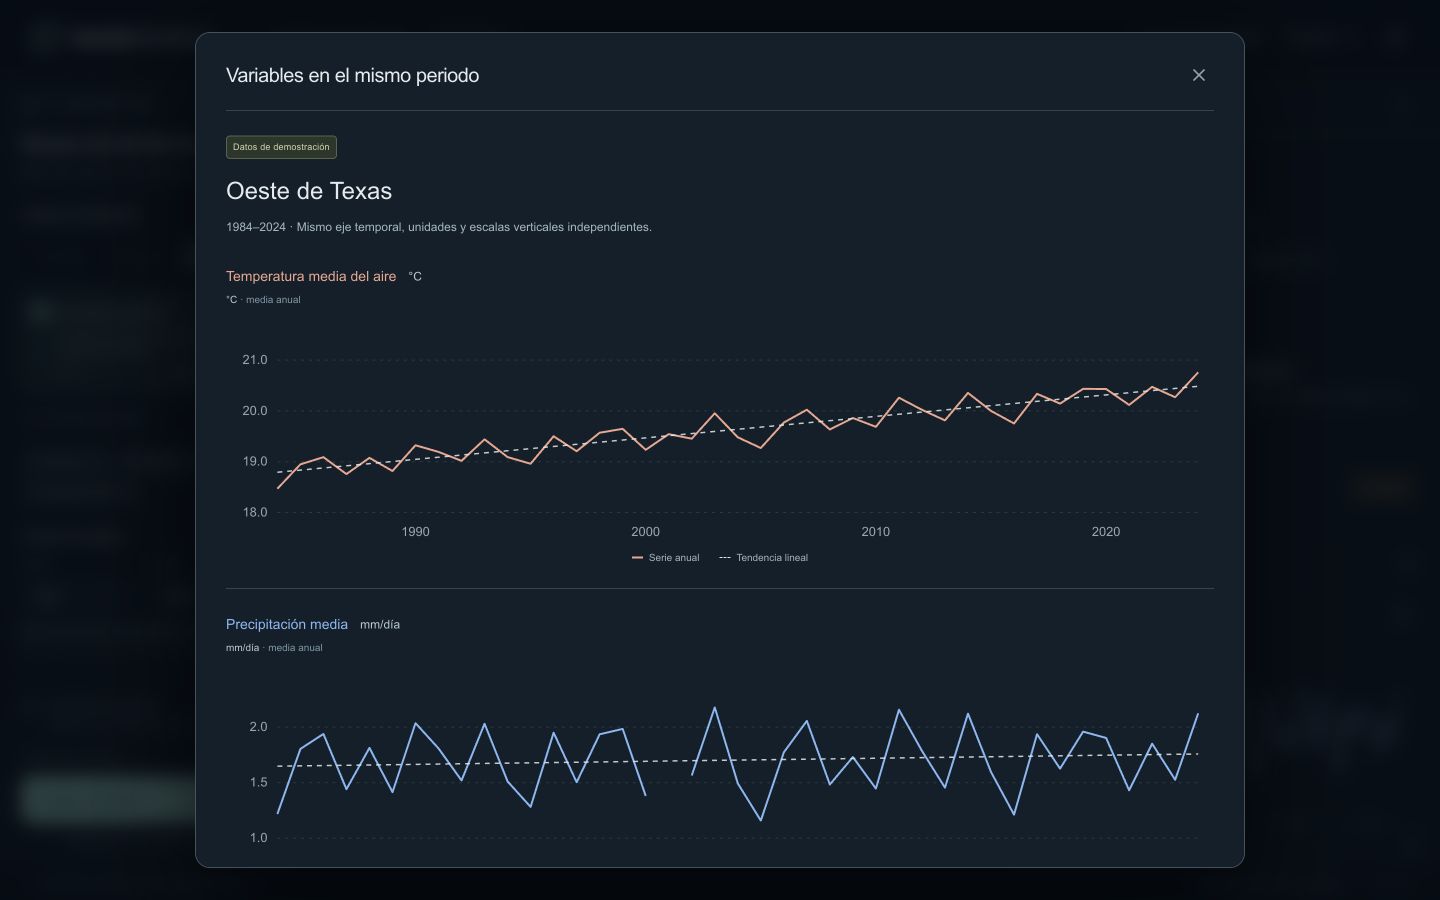 Variables en el mismo periodo
Datos de demostración
Oeste de Texas
1984–2024 · Mismo eje temporal, unidades y escalas verticales independientes.
Temperatura media del aire °C
°C · media anual
21.0
20.0
19.0
18.0
1990 2000 2010 2020
Serie anual Tendencia lineal
Precipitación media mm/día
mm/día · media anual
2.0
1.5
1.0